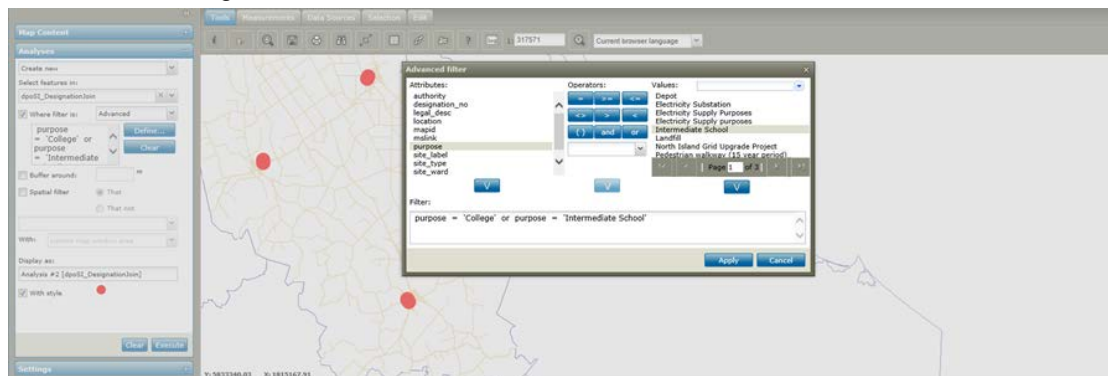 Tools Measurements Data Sources Selection Edit
Map Content
Analyses
Create new
Select features in:
dpoSI_DesignationJoin
Where filter is: Advanced
purpose
= 'College' or
purpose
= 'Intermediate
Define...
Clear
Buffer around: m
Spatial filter That
That not
With:
Display as:
Analysis #2 [dpoSI_DesignationJoin]
With style
Clear Execute
Settings
? 1: 317571 Current browser language
Advanced filter x
Attributes:
authority
designation_no
legal_desc
location
mapid
mslink
purpose
site_label
site_type
site_ward
Operators:
= >= <=
<> > <
( ) and or
Values:
Depot
Electricity Substation
Electricity Supply Purposes
Electricity Supply purposes
Intermediate School
Landfill
North Island Grid Upgrade Project
Pedestrian walkway (15 year period)
Page 1 of 3
V V V
Filter:
purpose = 'College' or purpose = 'Intermediate School'
Apply Cancel